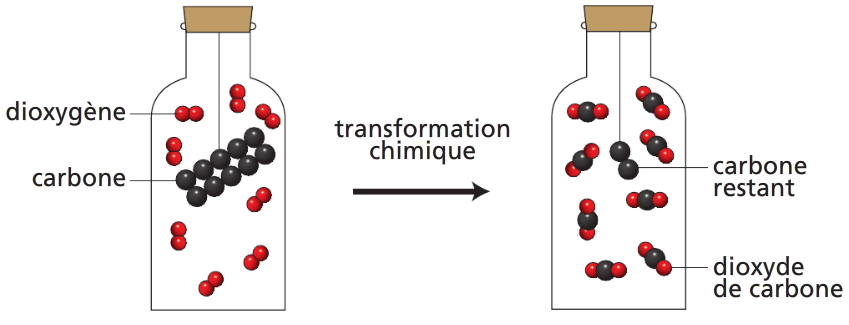 dioxygène
carbone
transformation
chimique
carbone
restant
dioxyde
de carbone